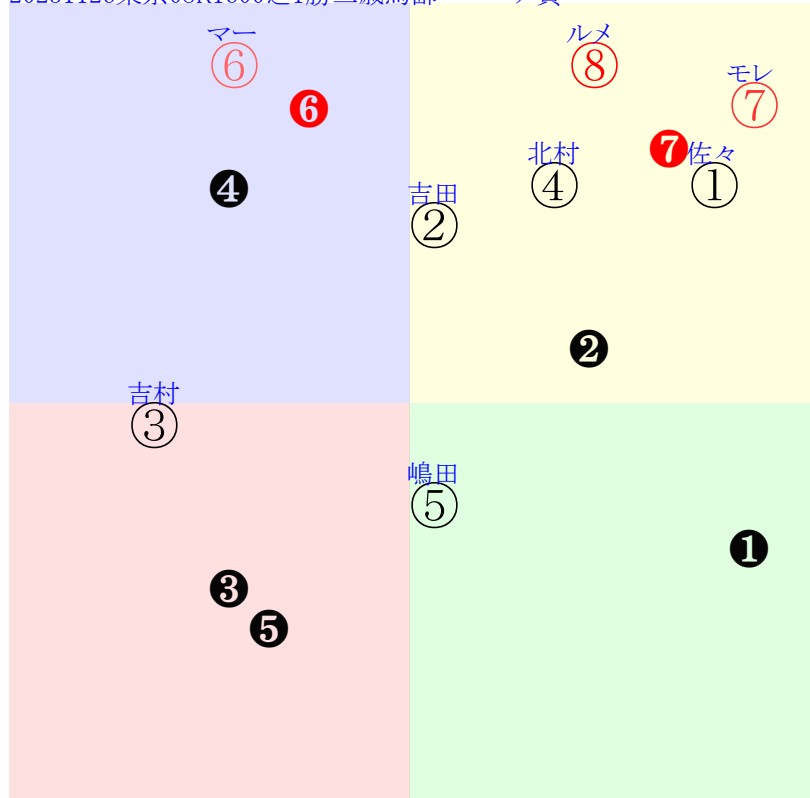 マー
⑥
ルメ
⑧
モレ
⑦
❻
北村
④
❼
佐々
①
❹
吉田
②
❷
吉村
③
嶋田
⑤
❶
❸
❺